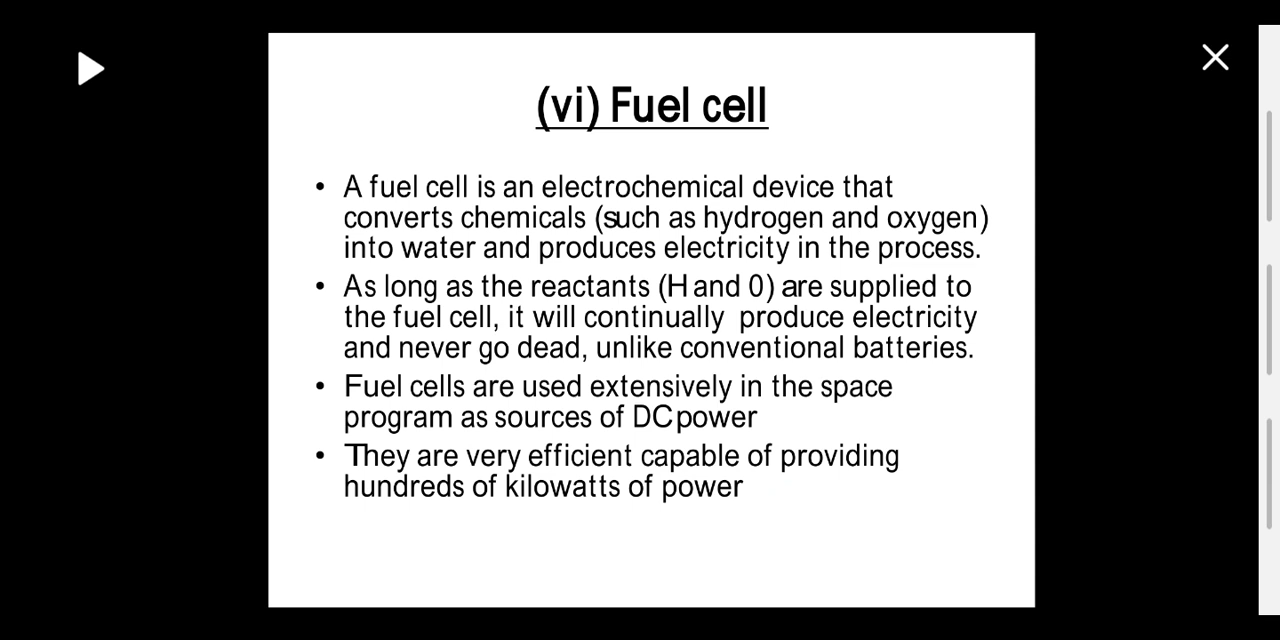 (vi) Fuel cell
• A fuel cell is an electrochemical device that
converts chemicals (such as hydrogen and oxygen)
into water and produces electricity in the process.
• As long as the reactants (H and 0) are supplied to
the fuel cell, it will continually produce electricity
and never go dead, unlike conventional batteries.
• Fuel cells are used extensively in the space
program as sources of DC power
• They are very efficient capable of providing
hundreds of kilowatts of power